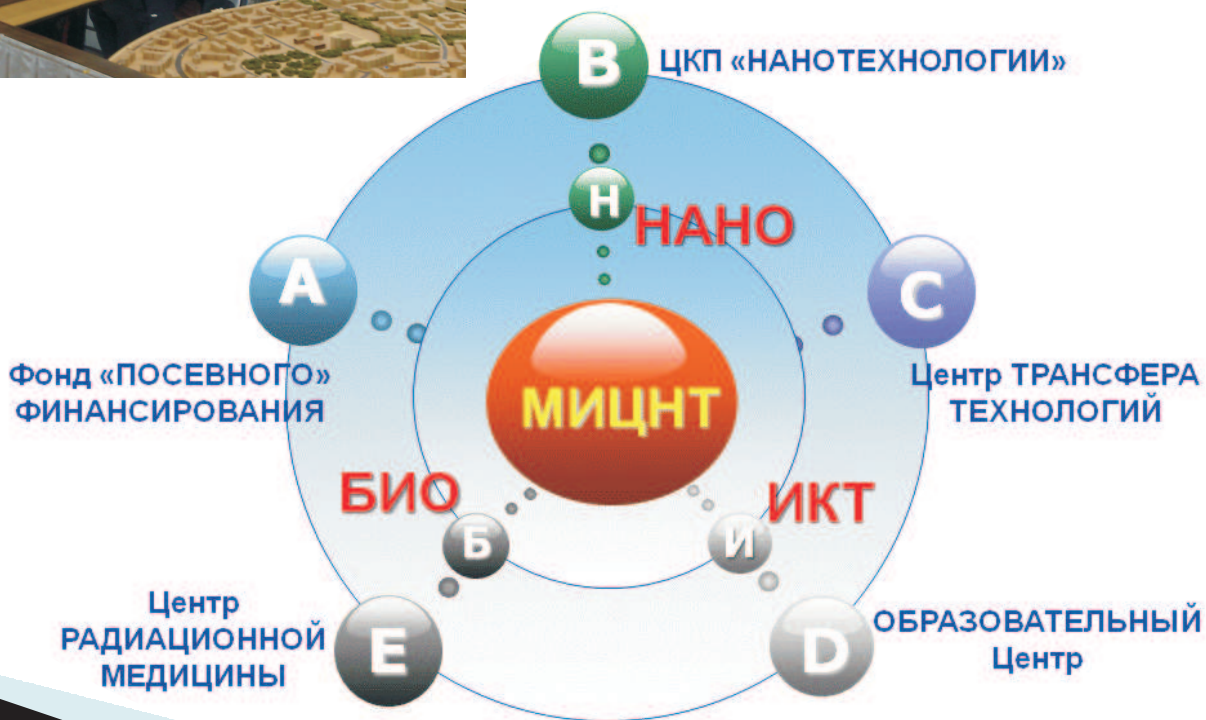 B
ЦКП «НАНОТЕХНОЛОГИИ»
Н
НАНО
A
C
Фонд «ПОСЕВНОГО»
ФИНАНСИРОВАНИЯ
Центр ТРАНСФЕРА
ТЕХНОЛОГИЙ
МИЦНТ
БИО
ИКТ
Б
И
E
D
Центр
РАДИАЦИОННОЙ
МЕДИЦИНЫ
ОБРАЗОВАТЕЛЬНЫЙ
Центр